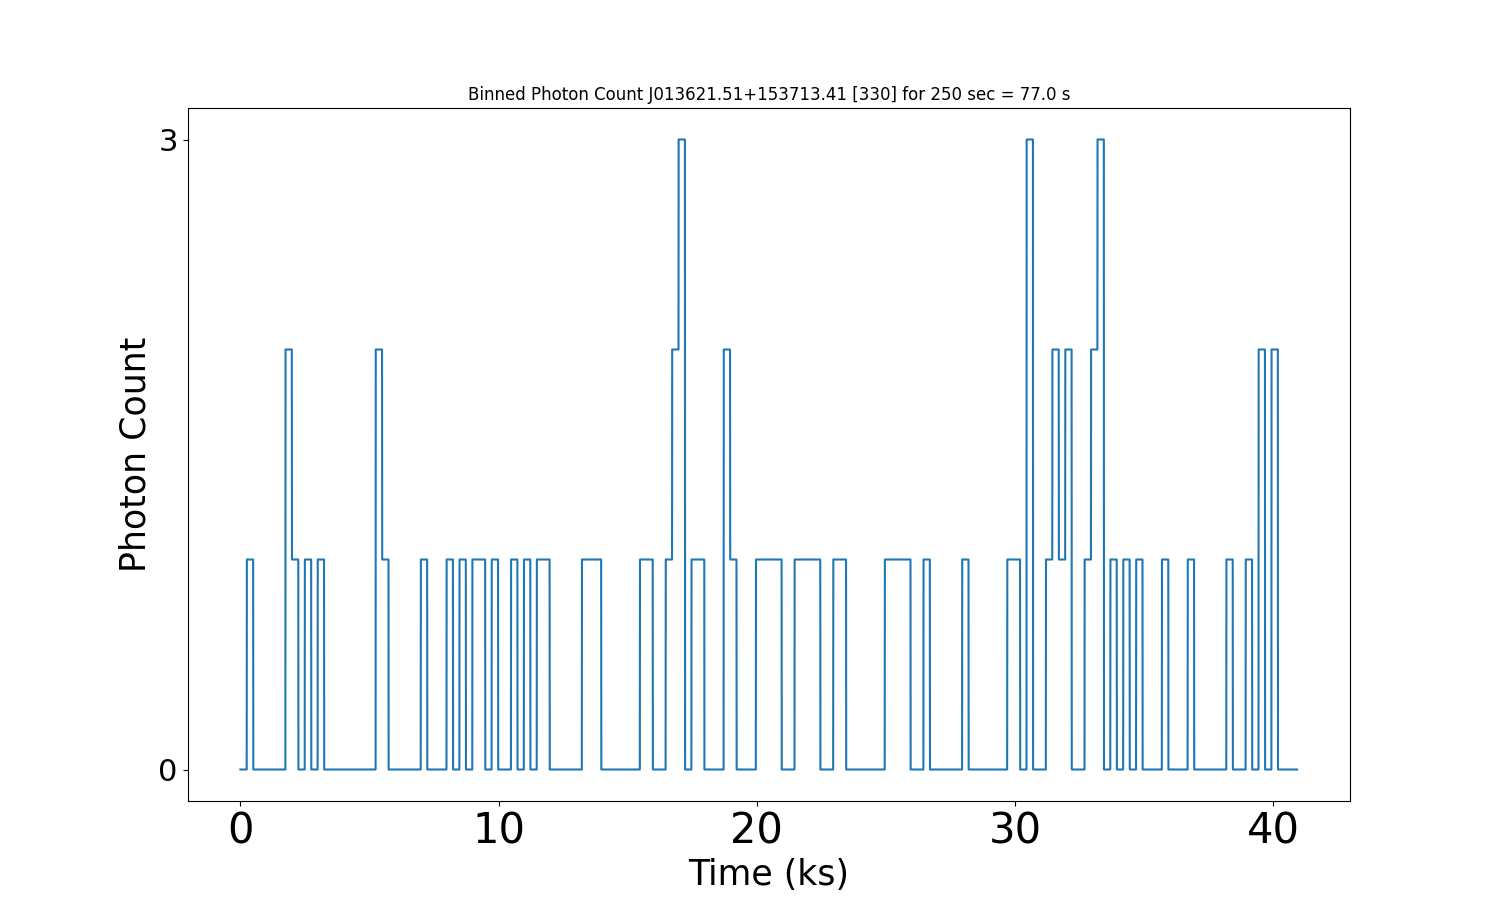 Binned Photon Count J013621.51+153713.41 [330] for 250 sec = 77.0 s
3
Photon Count
0
0 10 20 30 40
Time (ks)